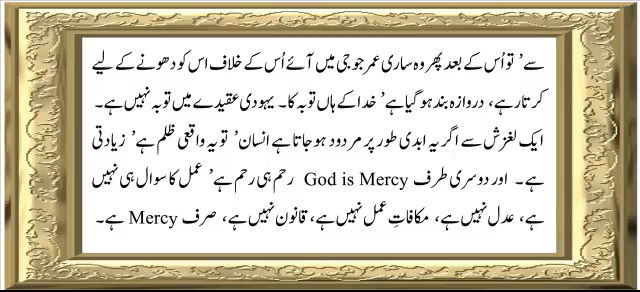 سے’ تو اُس کے بعد پھر وہ ساری عمر جو جی میں آئے اُس کے خلاف اس کو دھونے کے لیے
کرتا رہے، دروازہ بند ہو گیا ہے’ خدا کے ہاں توبہ کا۔ یہودی عقیدے میں توبہ نہیں ہے۔
ایک لغزش سے اگر یہ ابدی طور پر مردود ہو جاتا ہے انسان’ تو یہ واقعی ظلم ہے’ زیادتی
ہے۔ اور دوسری طرف God is Mercy رحم ہی رحم ہے’ عمل کا سوال ہی نہیں
ہے، عدل نہیں ہے، مکافاتِ عمل نہیں ہے، قانون نہیں ہے، صرف Mercy ہے۔